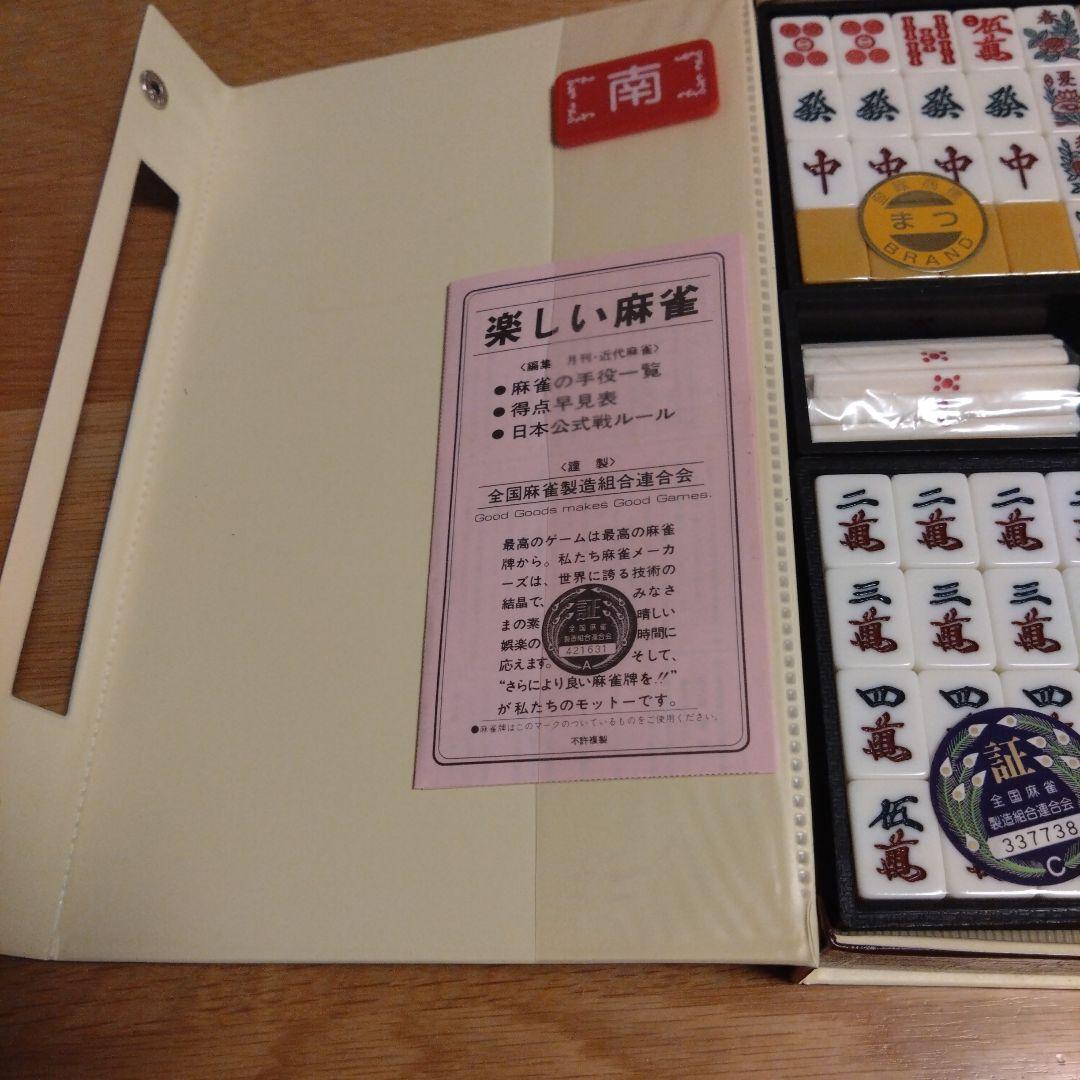 南
楽しい麻雀
〈編集 月刊・近代麻雀〉
●麻雀の手役一覧
●得点早見表
●日本公式戦ルール
〈謹製〉
全国麻雀製造組合連合会
Good Goods makes Good Games.
最高のゲームは最高の麻雀
牌から。私たち麻雀メーカ
ーズは、世界に誇る技術の
結晶で、 みなさ
まの素 晴しい
娯楽の 時間に
応えます。 そして、
“さらにより良い麻雀牌を!!”
が私たちのモットーです。
●麻雀牌はこのマークのついているものをご使用ください。
不許複製
証
全国麻雀
製造組合連合会
421631
A
伍萬 春
發 發 發 發
中 中 中 中
まつ
BRAND
二萬 二萬 二萬
三萬 三萬 三萬
四萬 四萬 四
伍萬
証
全国麻雀
製造組合連合会
337738
C